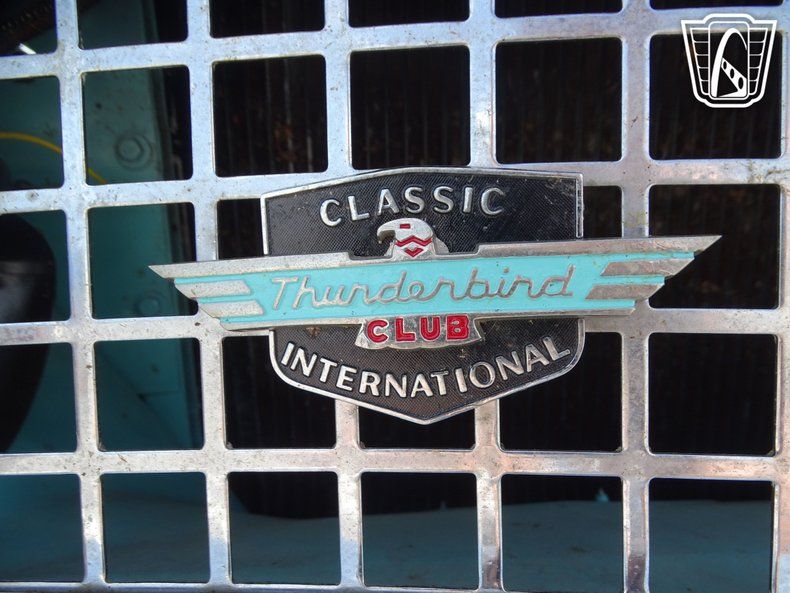 CLASSIC
Thunderbird
CLUB
INTERNATIONAL